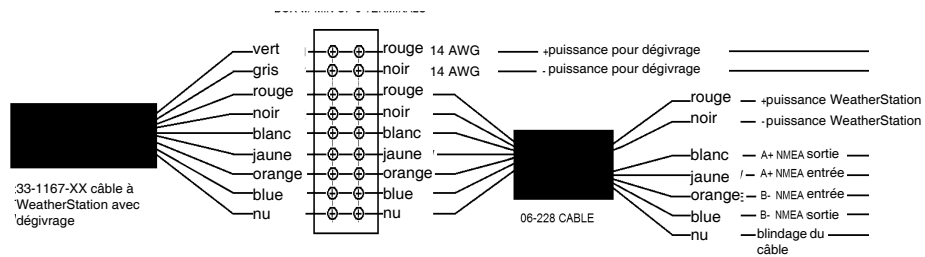 vert rouge 14 AWG +puissance pour dégivrage
gris noir 14 AWG - puissance pour dégivrage
rouge rouge
noir noir
blanc blanc
jaune jaune
orange orange
blue blue
nu nu
33-1167-XX câble à
WeatherStation avec
dégivrage
06-228 CABLE
rouge +puissance WeatherStation
noir -puissance WeatherStation
blanc A+ NMEA sortie
jaune A+ NMEA entrée
orange B- NMEA entrée
blue B- NMEA sortie
nu blindage du
câble